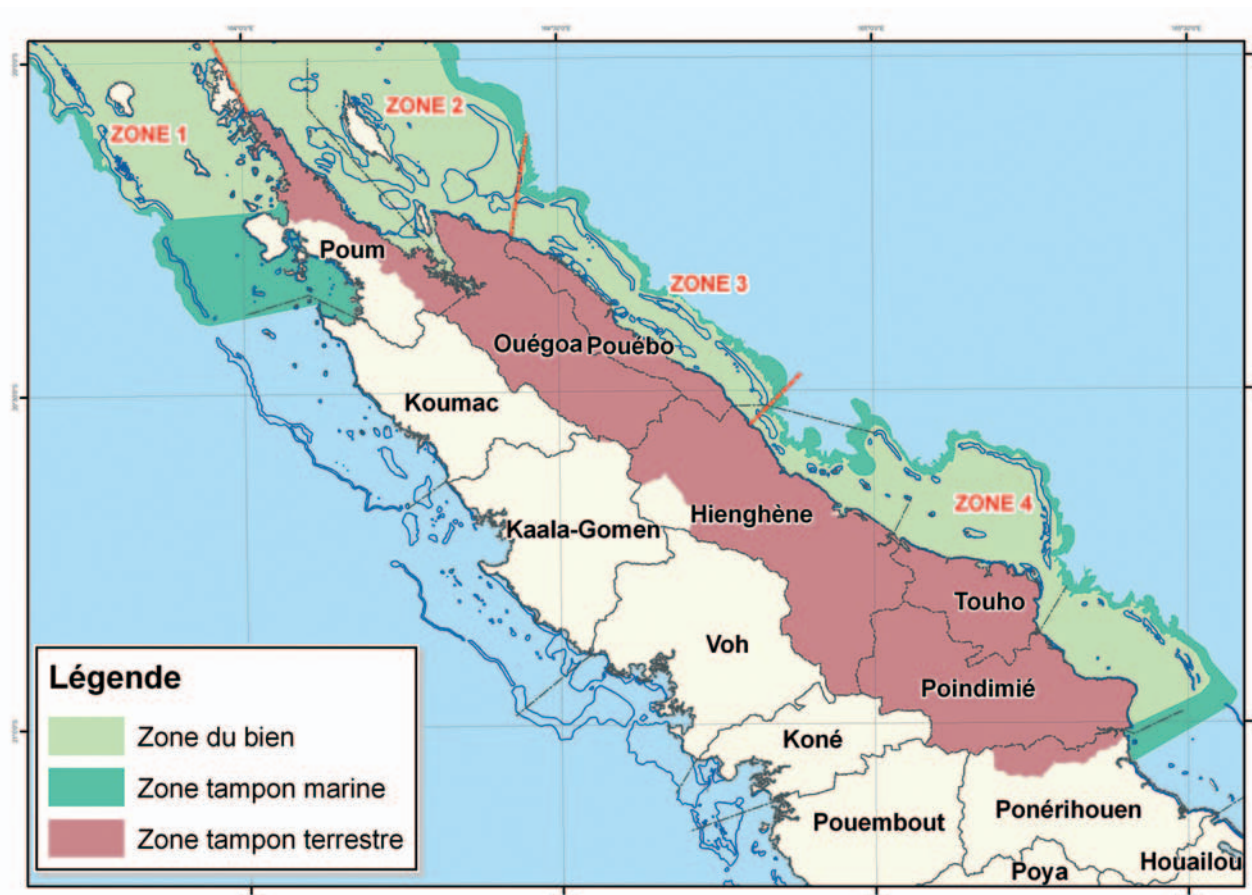 ZONE 1
ZONE 2
Poum
ZONE 3
Ouégoa
Pouébo
Koumac
ZONE 4
Hienghène
Kaala-Gomen
Touho
Voh
Poindimié
Koné
Pouembout
Ponérihouen
Houaïlou
Poya
Légende
Zone du bien
Zone tampon marine
Zone tampon terrestre